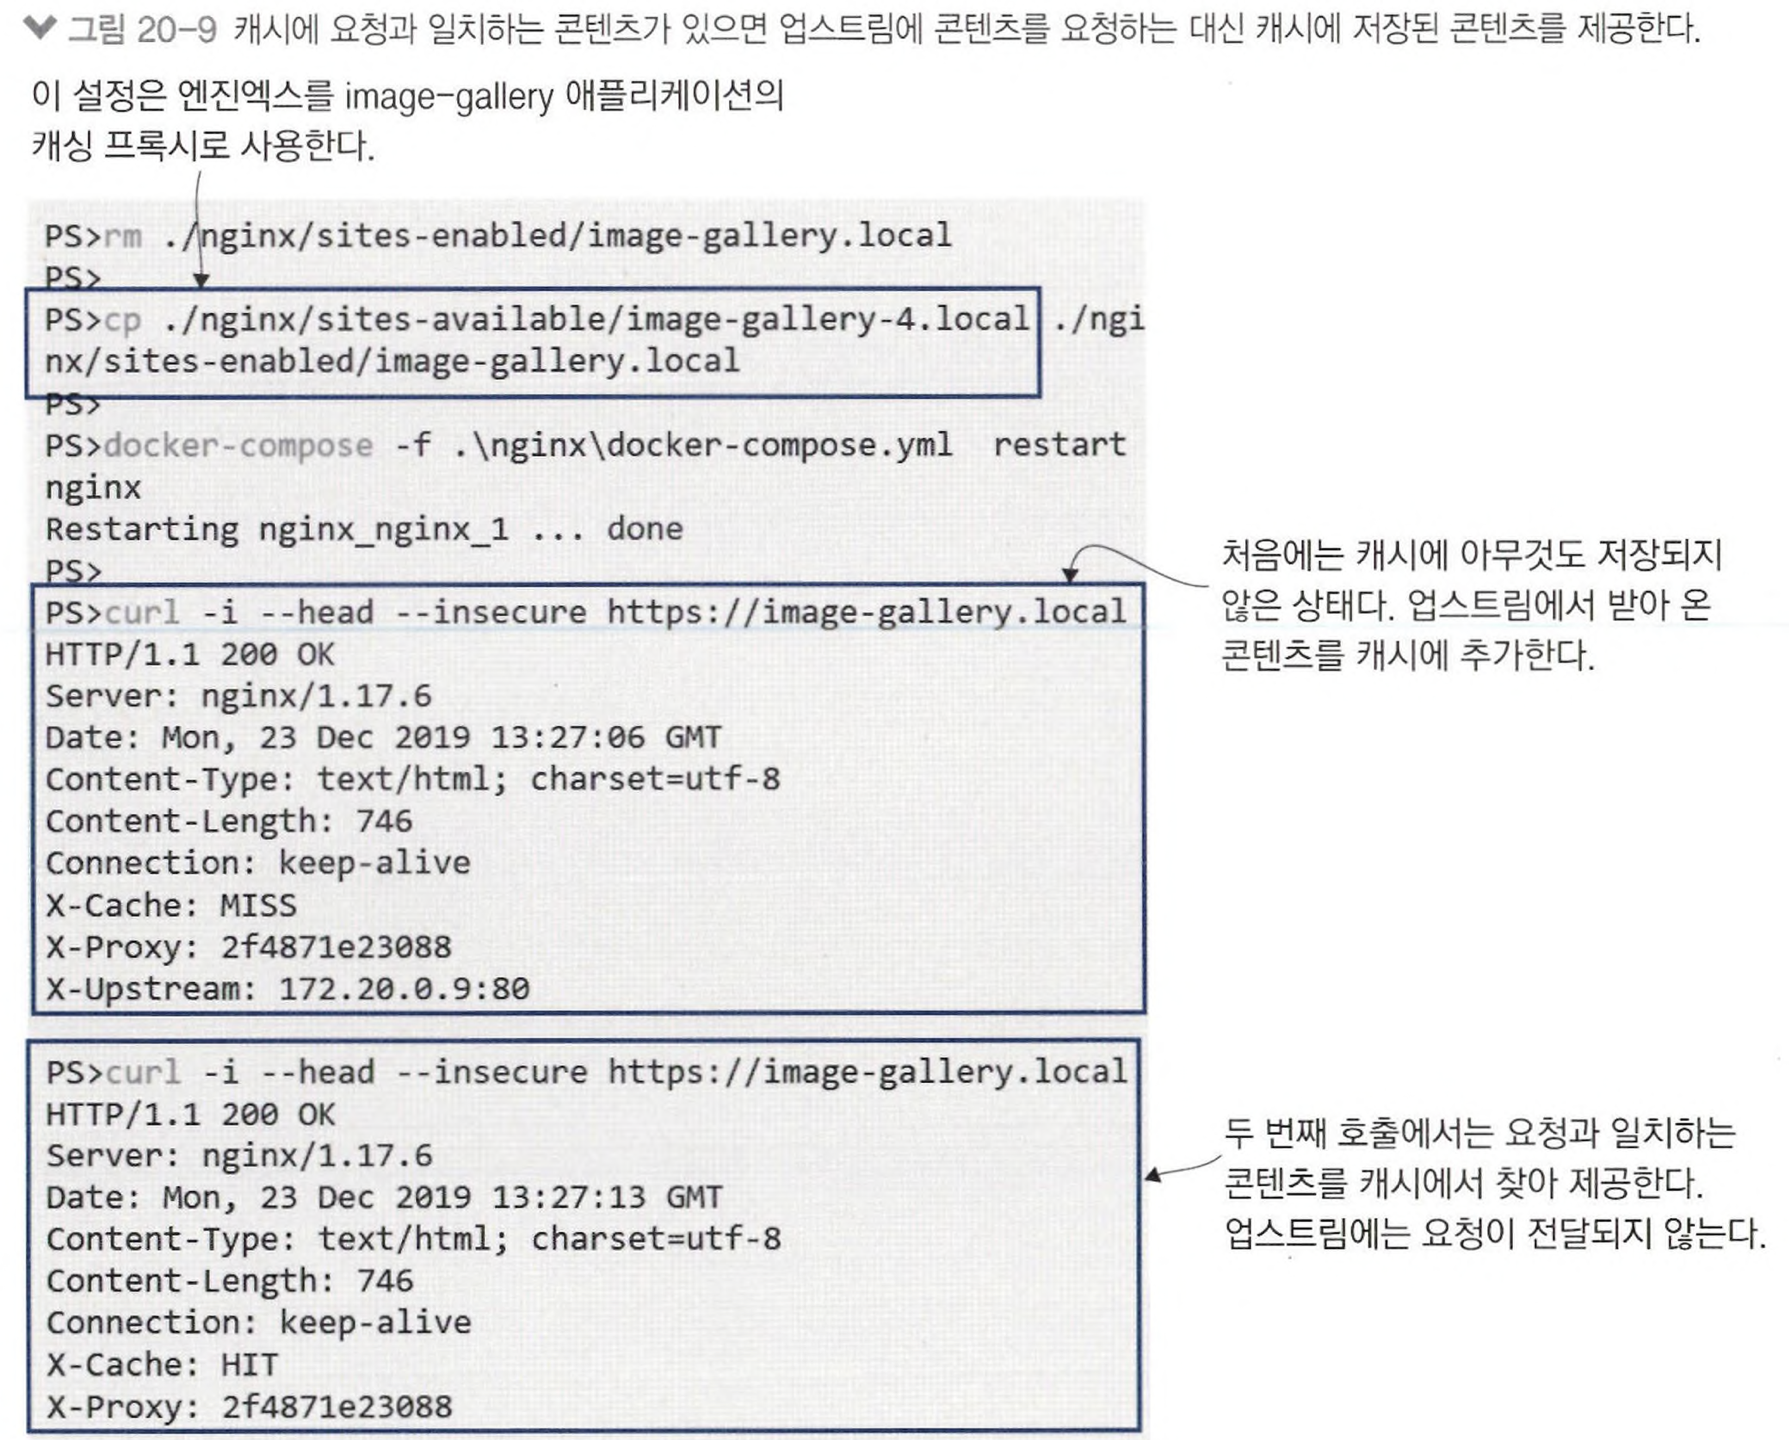 그림 20-9 캐시에 요청과 일치하는 콘텐츠가 있으면 업스트림에 콘텐츠를 요청하는 대신 캐시에 저장된 콘텐츠를 제공한다.
이 설정은 엔진엑스를 image-gallery 애플리케이션의
캐싱 프록시로 사용한다.
PS>rm ./nginx/sites-enabled/image-gallery.local
PS>
PS>cp ./nginx/sites-available/image-gallery-4.local ./ngi
nx/sites-enabled/image-gallery.local
PS>
PS>docker-compose -f .\nginx\docker-compose.yml  restart
nginx
Restarting nginx_nginx_1 ... done
PS>
PS>curl -i --head --insecure https://image-gallery.local
HTTP/1.1 200 OK
Server: nginx/1.17.6
Date: Mon, 23 Dec 2019 13:27:06 GMT
Content-Type: text/html; charset=utf-8
Content-Length: 746
Connection: keep-alive
X-Cache: MISS
X-Proxy: 2f4871e23088
X-Upstream: 172.20.0.9:80
처음에는 캐시에 아무것도 저장되지
않은 상태다. 업스트림에서 받아 온
콘텐츠를 캐시에 추가한다.
PS>curl -i --head --insecure https://image-gallery.local
HTTP/1.1 200 OK
Server: nginx/1.17.6
Date: Mon, 23 Dec 2019 13:27:13 GMT
Content-Type: text/html; charset=utf-8
Content-Length: 746
Connection: keep-alive
X-Cache: HIT
X-Proxy: 2f4871e23088
두 번째 호출에서는 요청과 일치하는
콘텐츠를 캐시에서 찾아 제공한다.
업스트림에는 요청이 전달되지 않는다.